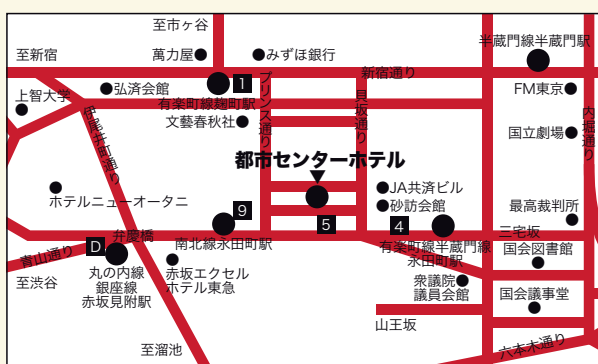 至市ヶ谷
萬力屋
みずほ銀行
半蔵門線半蔵門駅
至新宿
新宿通り
1
弘済会館
上智大学
有楽町線麹町駅
文藝春秋社
プリンス通り
貝坂通り
FM東京
内堀通り
国立劇場
伊尾井町通り
都市センターホテル
ホテルニューオータニ
JA共済ビル
砂訪会館
最高裁判所
9
5
4
三宅坂
D
弁慶橋
南北線永田町駅
有楽町線半蔵門線
永田町駅
国会図書館
青山通り
丸の内線
銀座線
赤坂見附駅
赤坂エクセル
ホテル東急
至渋谷
衆議院
議員会館
国会議事堂
山王坂
至溜池
六本木通り